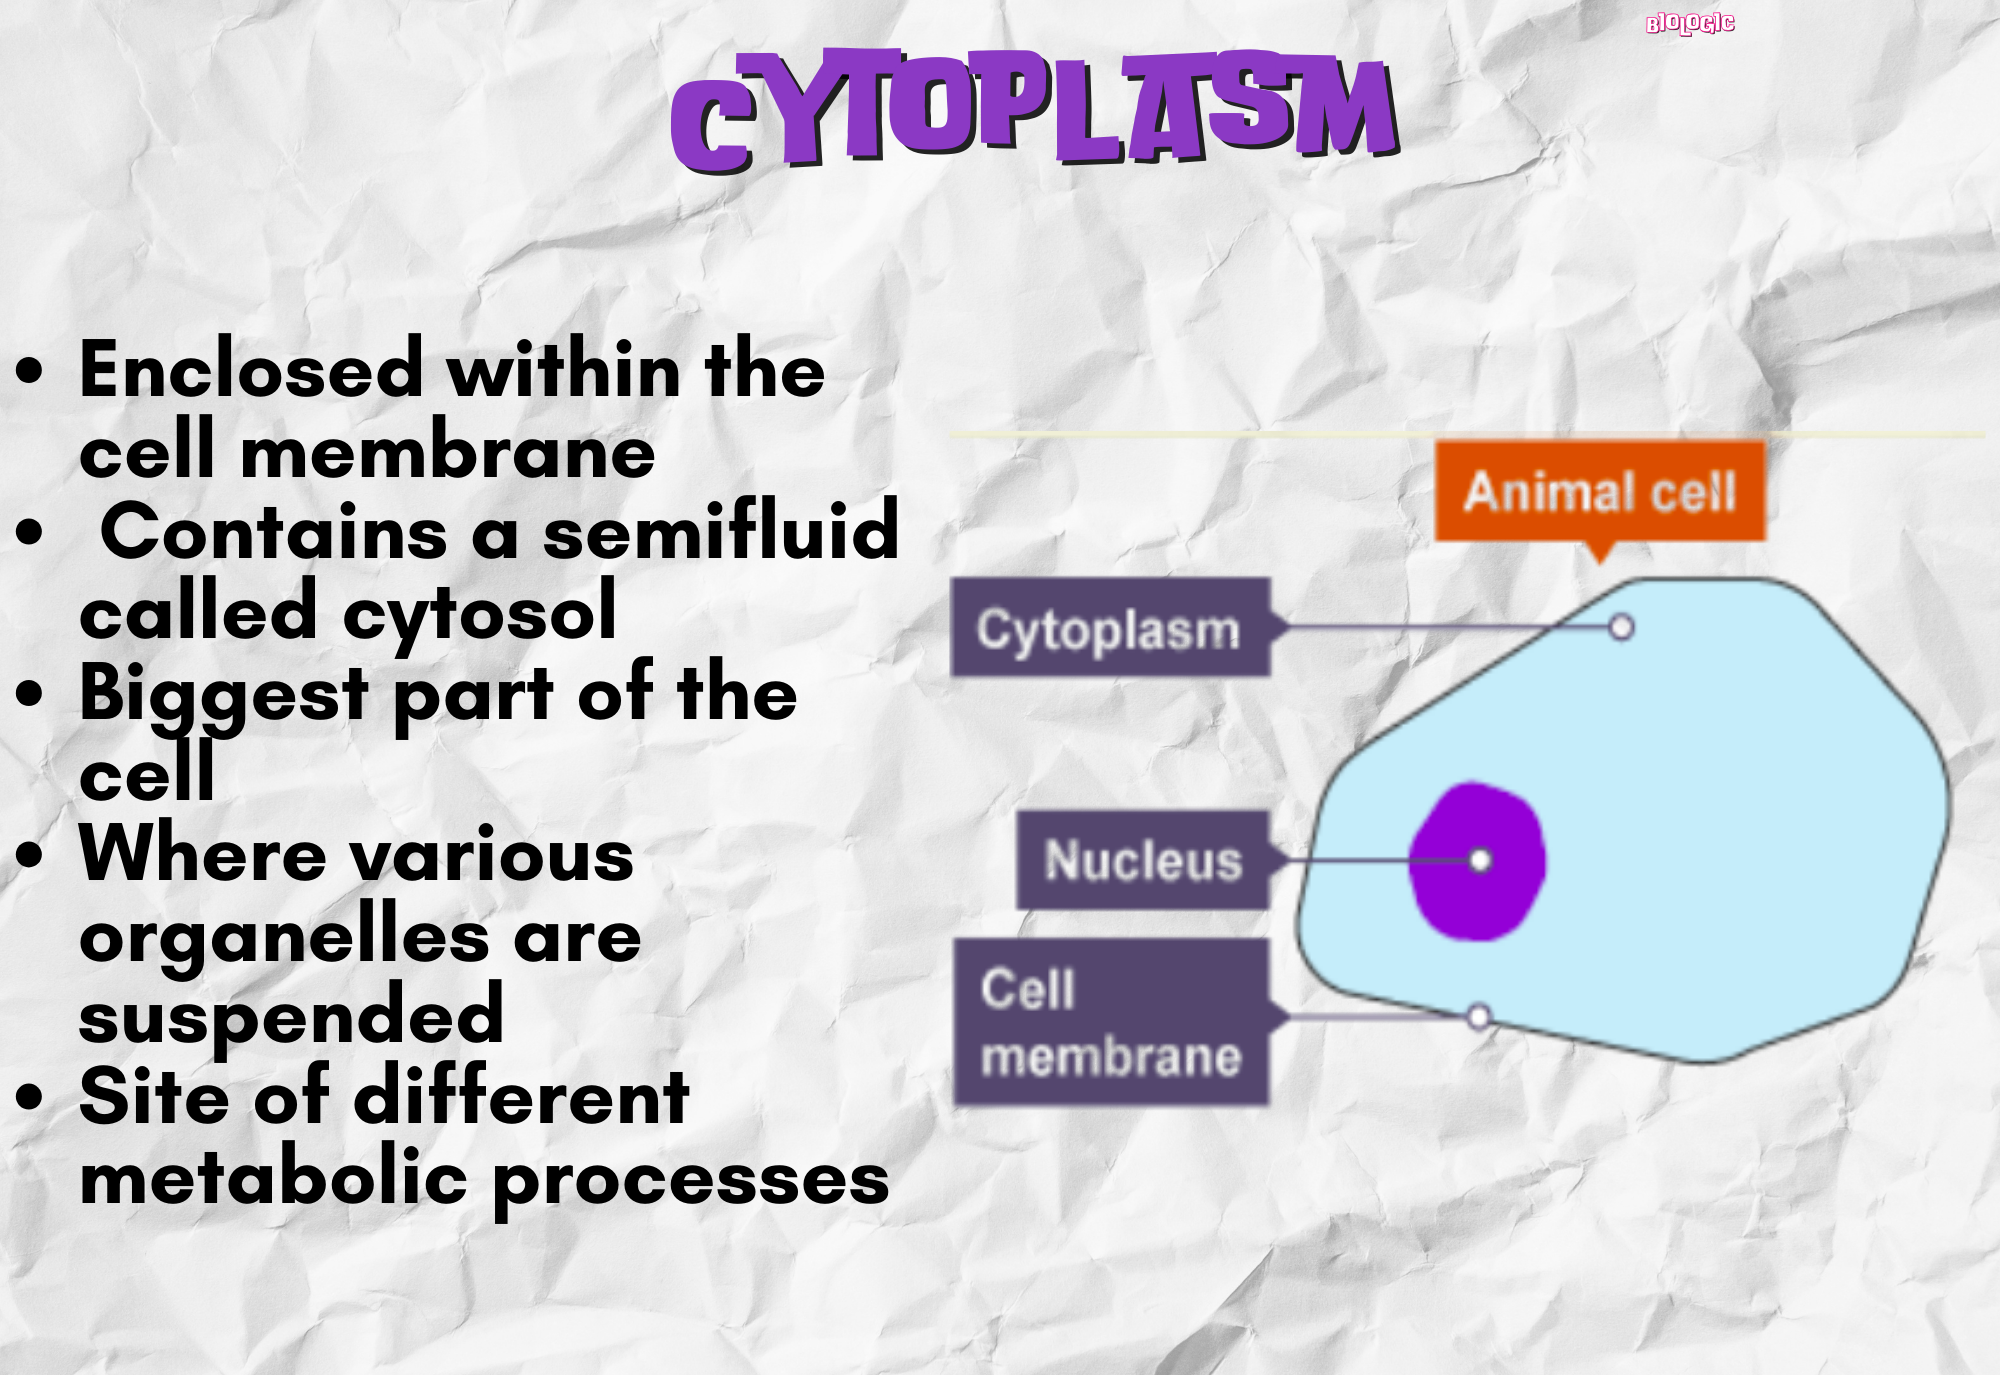 BIOLOGIC
CYTOPLASM
• Enclosed within the
cell membrane
• Contains a semifluid
called cytosol
• Biggest part of the
cell
• Where various
organelles are
suspended
• Site of different
metabolic processes
Animal cell
Cytoplasm
Nucleus
Cell
membrane